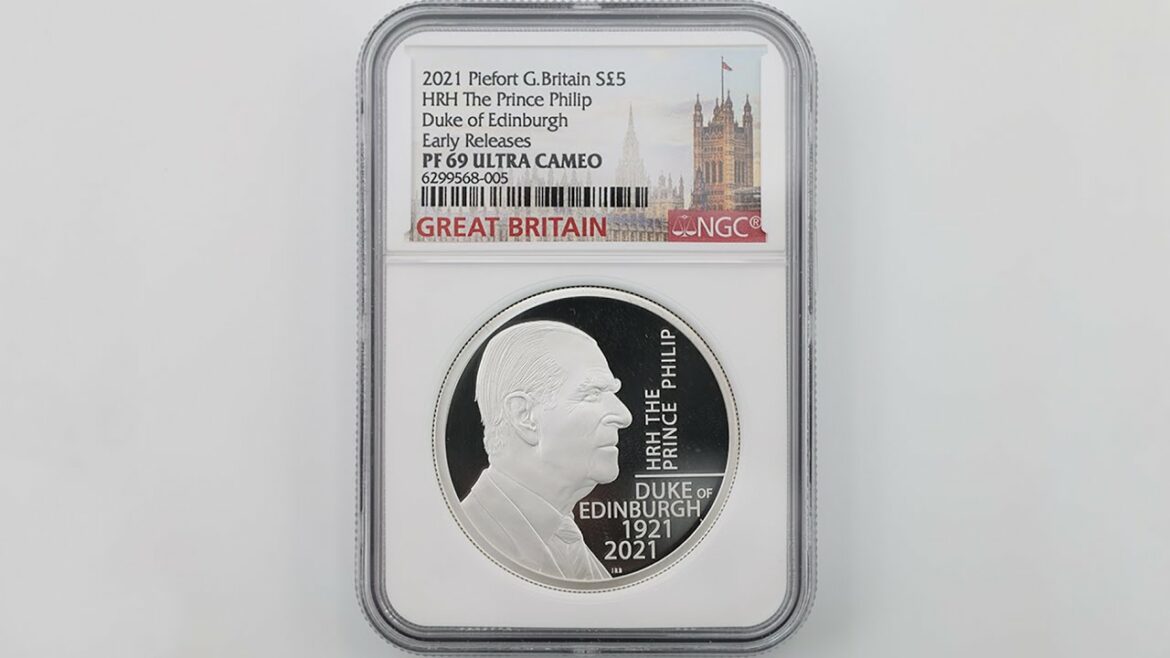 2021 Piefort G.Britain S£5
HRH The Prince Philip
Duke of Edinburgh
Early Releases
PF 69 ULTRA CAMEO
6299568-005
GREAT BRITAIN
NGC®
HRH THE
PRINCE PHILIP
DUKE OF
EDINBURGH
1921
2021